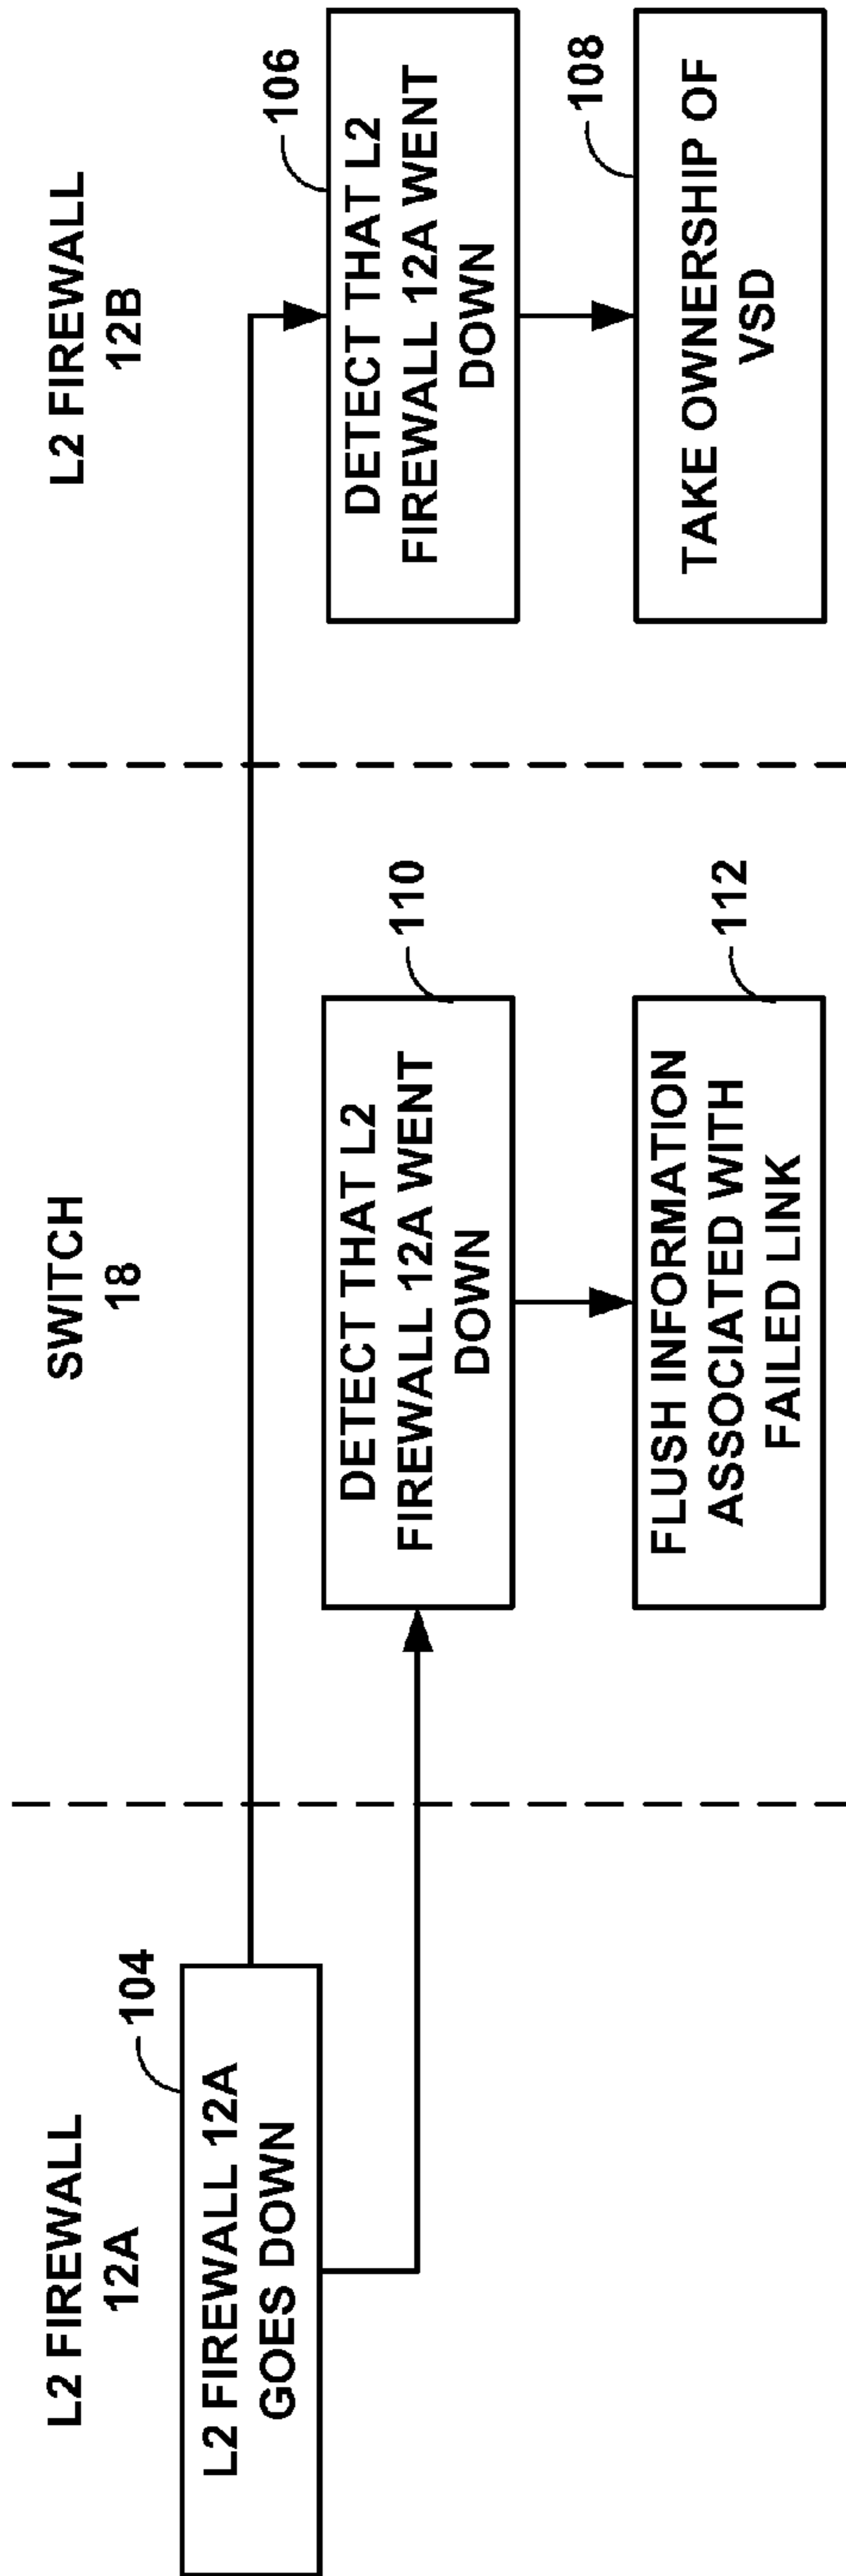 L2 FIREWALL
12A
L2 FIREWALL 12A
GOES DOWN
104
SWITCH
18
DETECT THAT L2
FIREWALL 12A WENT
DOWN
110
FLUSH INFORMATION
ASSOCIATED WITH
FAILED LINK
112
L2 FIREWALL
12B
DETECT THAT L2
FIREWALL 12A WENT
DOWN
106
TAKE OWNERSHIP OF
VSD
108